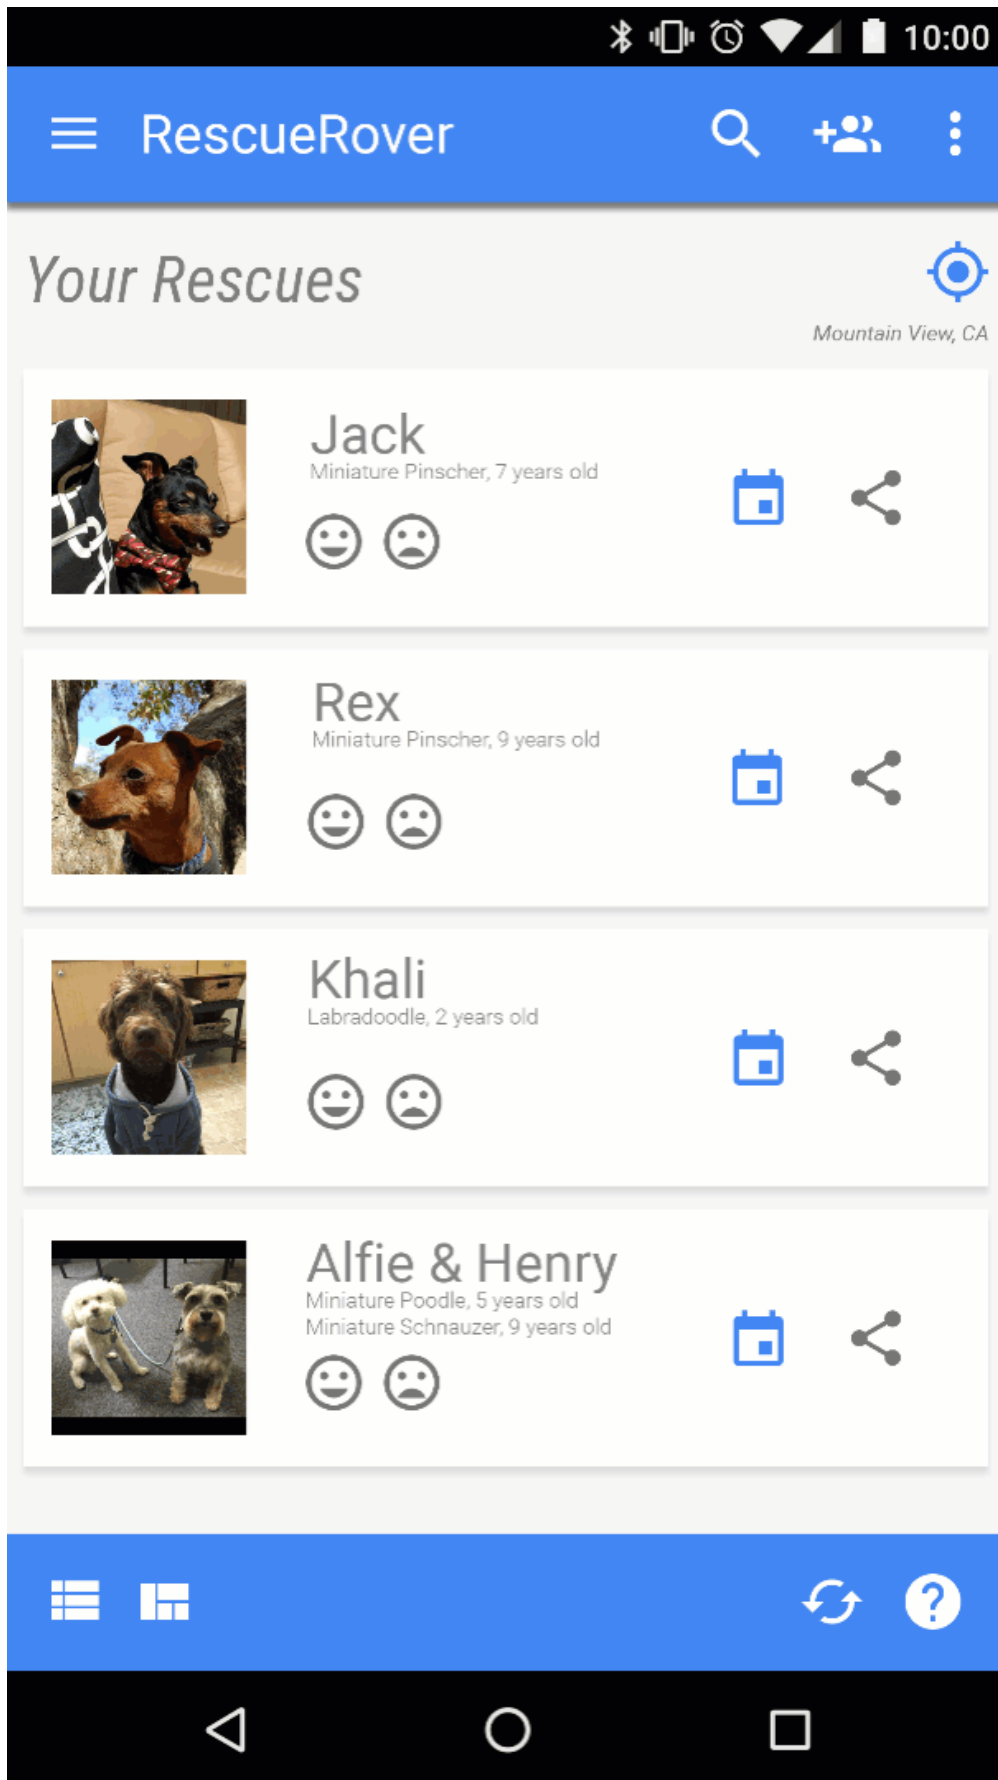 10:00
RescueRover
Your Rescues
Mountain View, CA
Jack
Miniature Pinscher, 7 years old
Rex
Miniature Pinscher, 9 years old
Khali
Labradoodle, 2 years old
Alfie & Henry
Miniature Poodle, 5 years old
Miniature Schnauzer, 9 years old